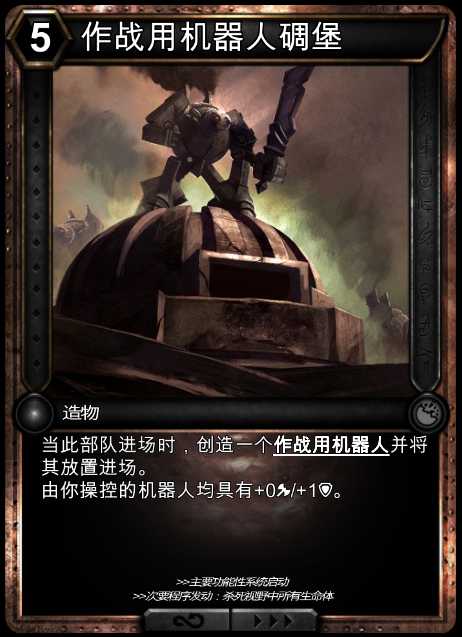 5
作战用机器人碉堡
造物
当此部队进场时，创造一个作战用机器人并将
其放置进场。
由你操控的机器人均具有+0/+1。
>>主要功能性系统启动
>>次要程序发动：杀死视野中所有生命体